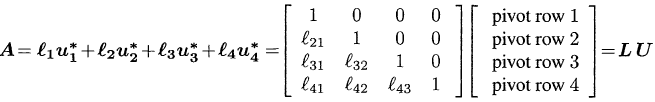 A = ℓ₁u₁* + ℓ₂u₂* + ℓ₃u₃* + ℓ₄u₄* = [ 1 0 0 0 ; ℓ₂₁ 1 0 0 ; ℓ₃₁ ℓ₃₂ 1 0 ; ℓ₄₁ ℓ₄₂ ℓ₄₃ 1 ] [ pivot row 1 ; pivot row 2 ; pivot row 3 ; pivot row 4 ] = L U